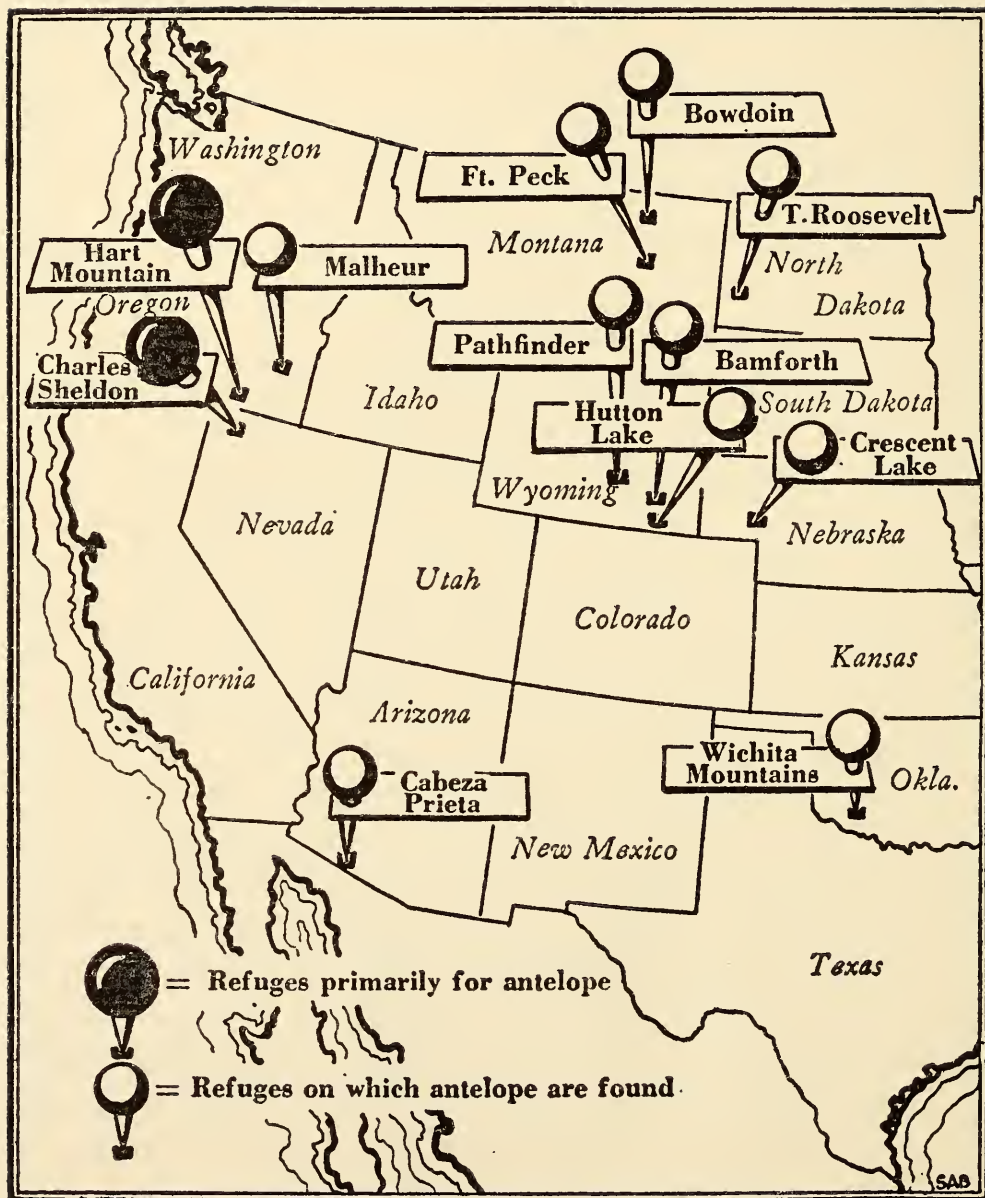 Bowdoin
Washington
Ft. Peck
T. Roosevelt
Hart
Mountain
Malheur
Montana
North
Dakota
Oregon
Pathfinder
Bamforth
Charles
Sheldon
Idaho
Hutton
Lake
South Dakota
Crescent
Lake
Wyoming
Nevada
Nebraska
Utah
Colorado
Kansas
California
Arizona
Wichita
Mountains
Okla.
Cabeza
Prieta
New Mexico
Texas
= Refuges primarily for antelope
= Refuges on which antelope are found
SAB